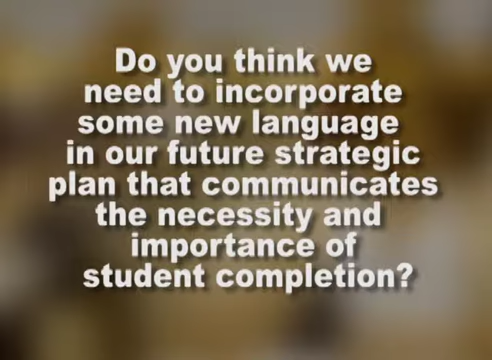 Do you think we
need to incorporate
some new language
in our future strategic
plan that communicates
the necessity and
importance of
student completion?